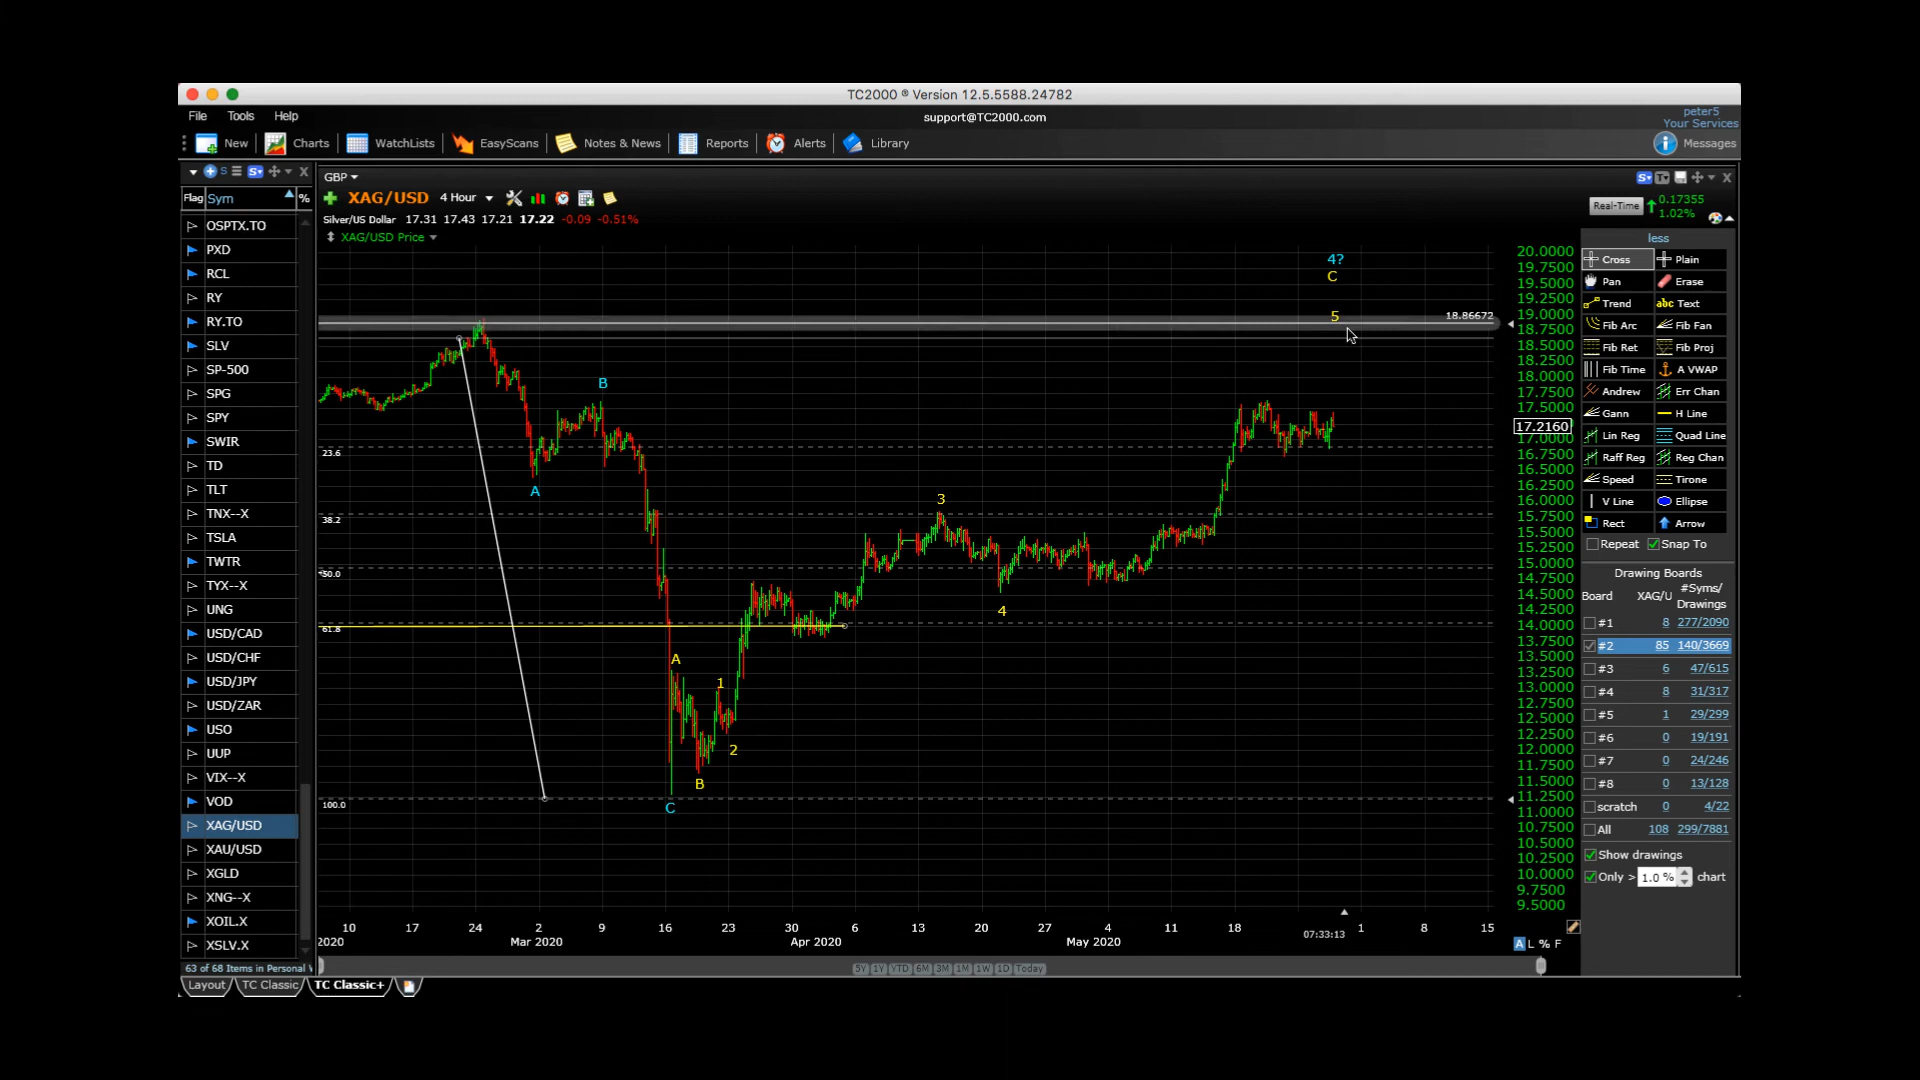 TC2000 ® Version 12.5.5588.24782
File Tools Help
support@TC2000.com
peter5
Your Services
New Charts WatchLists EasyScans Notes & News Reports Alerts Library
Messages
S S
Flag Sym %
OSPTX.TO
PXD
RCL
RY
RY.TO
SLV
SP-500
SPG
SPY
SWIR
TD
TLT
TNX--X
TSLA
TWTR
TYX--X
UNG
USD/CAD
USD/CHF
USD/JPY
USD/ZAR
USO
UUP
VIX--X
VOD
XAG/USD
XAU/USD
XGLD
XNG--X
XOIL.X
XSLV.X
63 of 68 Items in Personal
Layout TC Classic TC Classic+
GBP
XAG/USD 4 Hour
Silver/US Dollar 17.31 17.43 17.21 17.22 -0.09 -0.51%
XAG/USD Price
Real-Time 0.17355
1.02%
4?
C
5
18.86672
B
A
23.6
38.2
50.0
61.8
100.0
3
4
A
1
2
B
C
20.0000
19.7500
19.5000
19.2500
19.0000
18.7500
18.5000
18.2500
18.0000
17.7500
17.5000
17.2160
17.0000
16.7500
16.5000
16.2500
16.0000
15.7500
15.5000
15.2500
15.0000
14.7500
14.5000
14.2500
14.0000
13.7500
13.5000
13.2500
13.0000
12.7500
12.5000
12.2500
12.0000
11.7500
11.5000
11.2500
11.0000
10.7500
10.5000
10.2500
10.0000
9.7500
9.5000
10 17 24 2 9 16 23 30 6 13 20 27 4 11 18 1 8 15
2020 Mar 2020 Apr 2020 May 2020 07:33:13
A L % F
5Y 1Y YTD 6M 3M 1M 1W 1D Today
S T
less
Cross Plain
Pan Erase
Trend abc Text
Fib Arc Fib Fan
Fib Ret Fib Proj
Fib Time A VWAP
Andrew Err Chan
Gann H Line
Lin Reg Quad Line
Raff Reg Reg Chan
Speed Tirone
V Line Ellipse
Rect Arrow
Repeat Snap To
Drawing Boards
Board XAG/U #Syms/
Drawings
#1 8 277/2090
#2 85 140/3669
#3 6 47/615
#4 8 31/317
#5 1 29/299
#6 0 19/191
#7 0 24/246
#8 0 13/128
scratch 0 4/22
All 108 299/7881
Show drawings
Only > 1.0 % chart